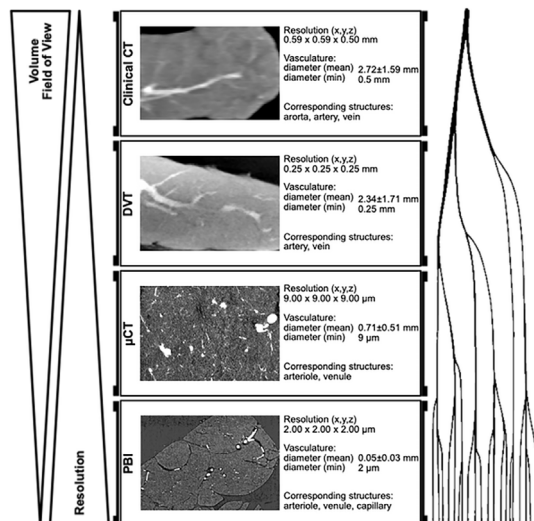 Volume
Field of View
Resolution
Clinical CT
Resolution (x,y,z)
0.59 x 0.59 x 0.50 mm
Vasculature:
diameter (mean) 2.72±1.59 mm
diameter (min) 0.5 mm
Corresponding structures:
arorta, artery, vein
DVT
Resolution (x,y,z)
0.25 x 0.25 x 0.25 mm
Vasculature:
diameter (mean) 2.34±1.71 mm
diameter (min) 0.25 mm
Corresponding structures:
artery, vein
µCT
Resolution (x,y,z)
9.00 x 9.00 x 9.00 µm
Vasculature:
diameter (mean) 0.71±0.51 mm
diameter (min) 9 µm
Corresponding structures:
arteriole, venule
PBI
Resolution (x,y,z)
2.00 x 2.00 x 2.00 µm
Vasculature:
diameter (mean) 0.05±0.03 mm
diameter (min) 2 µm
Corresponding structures:
arteriole, venule, capillary